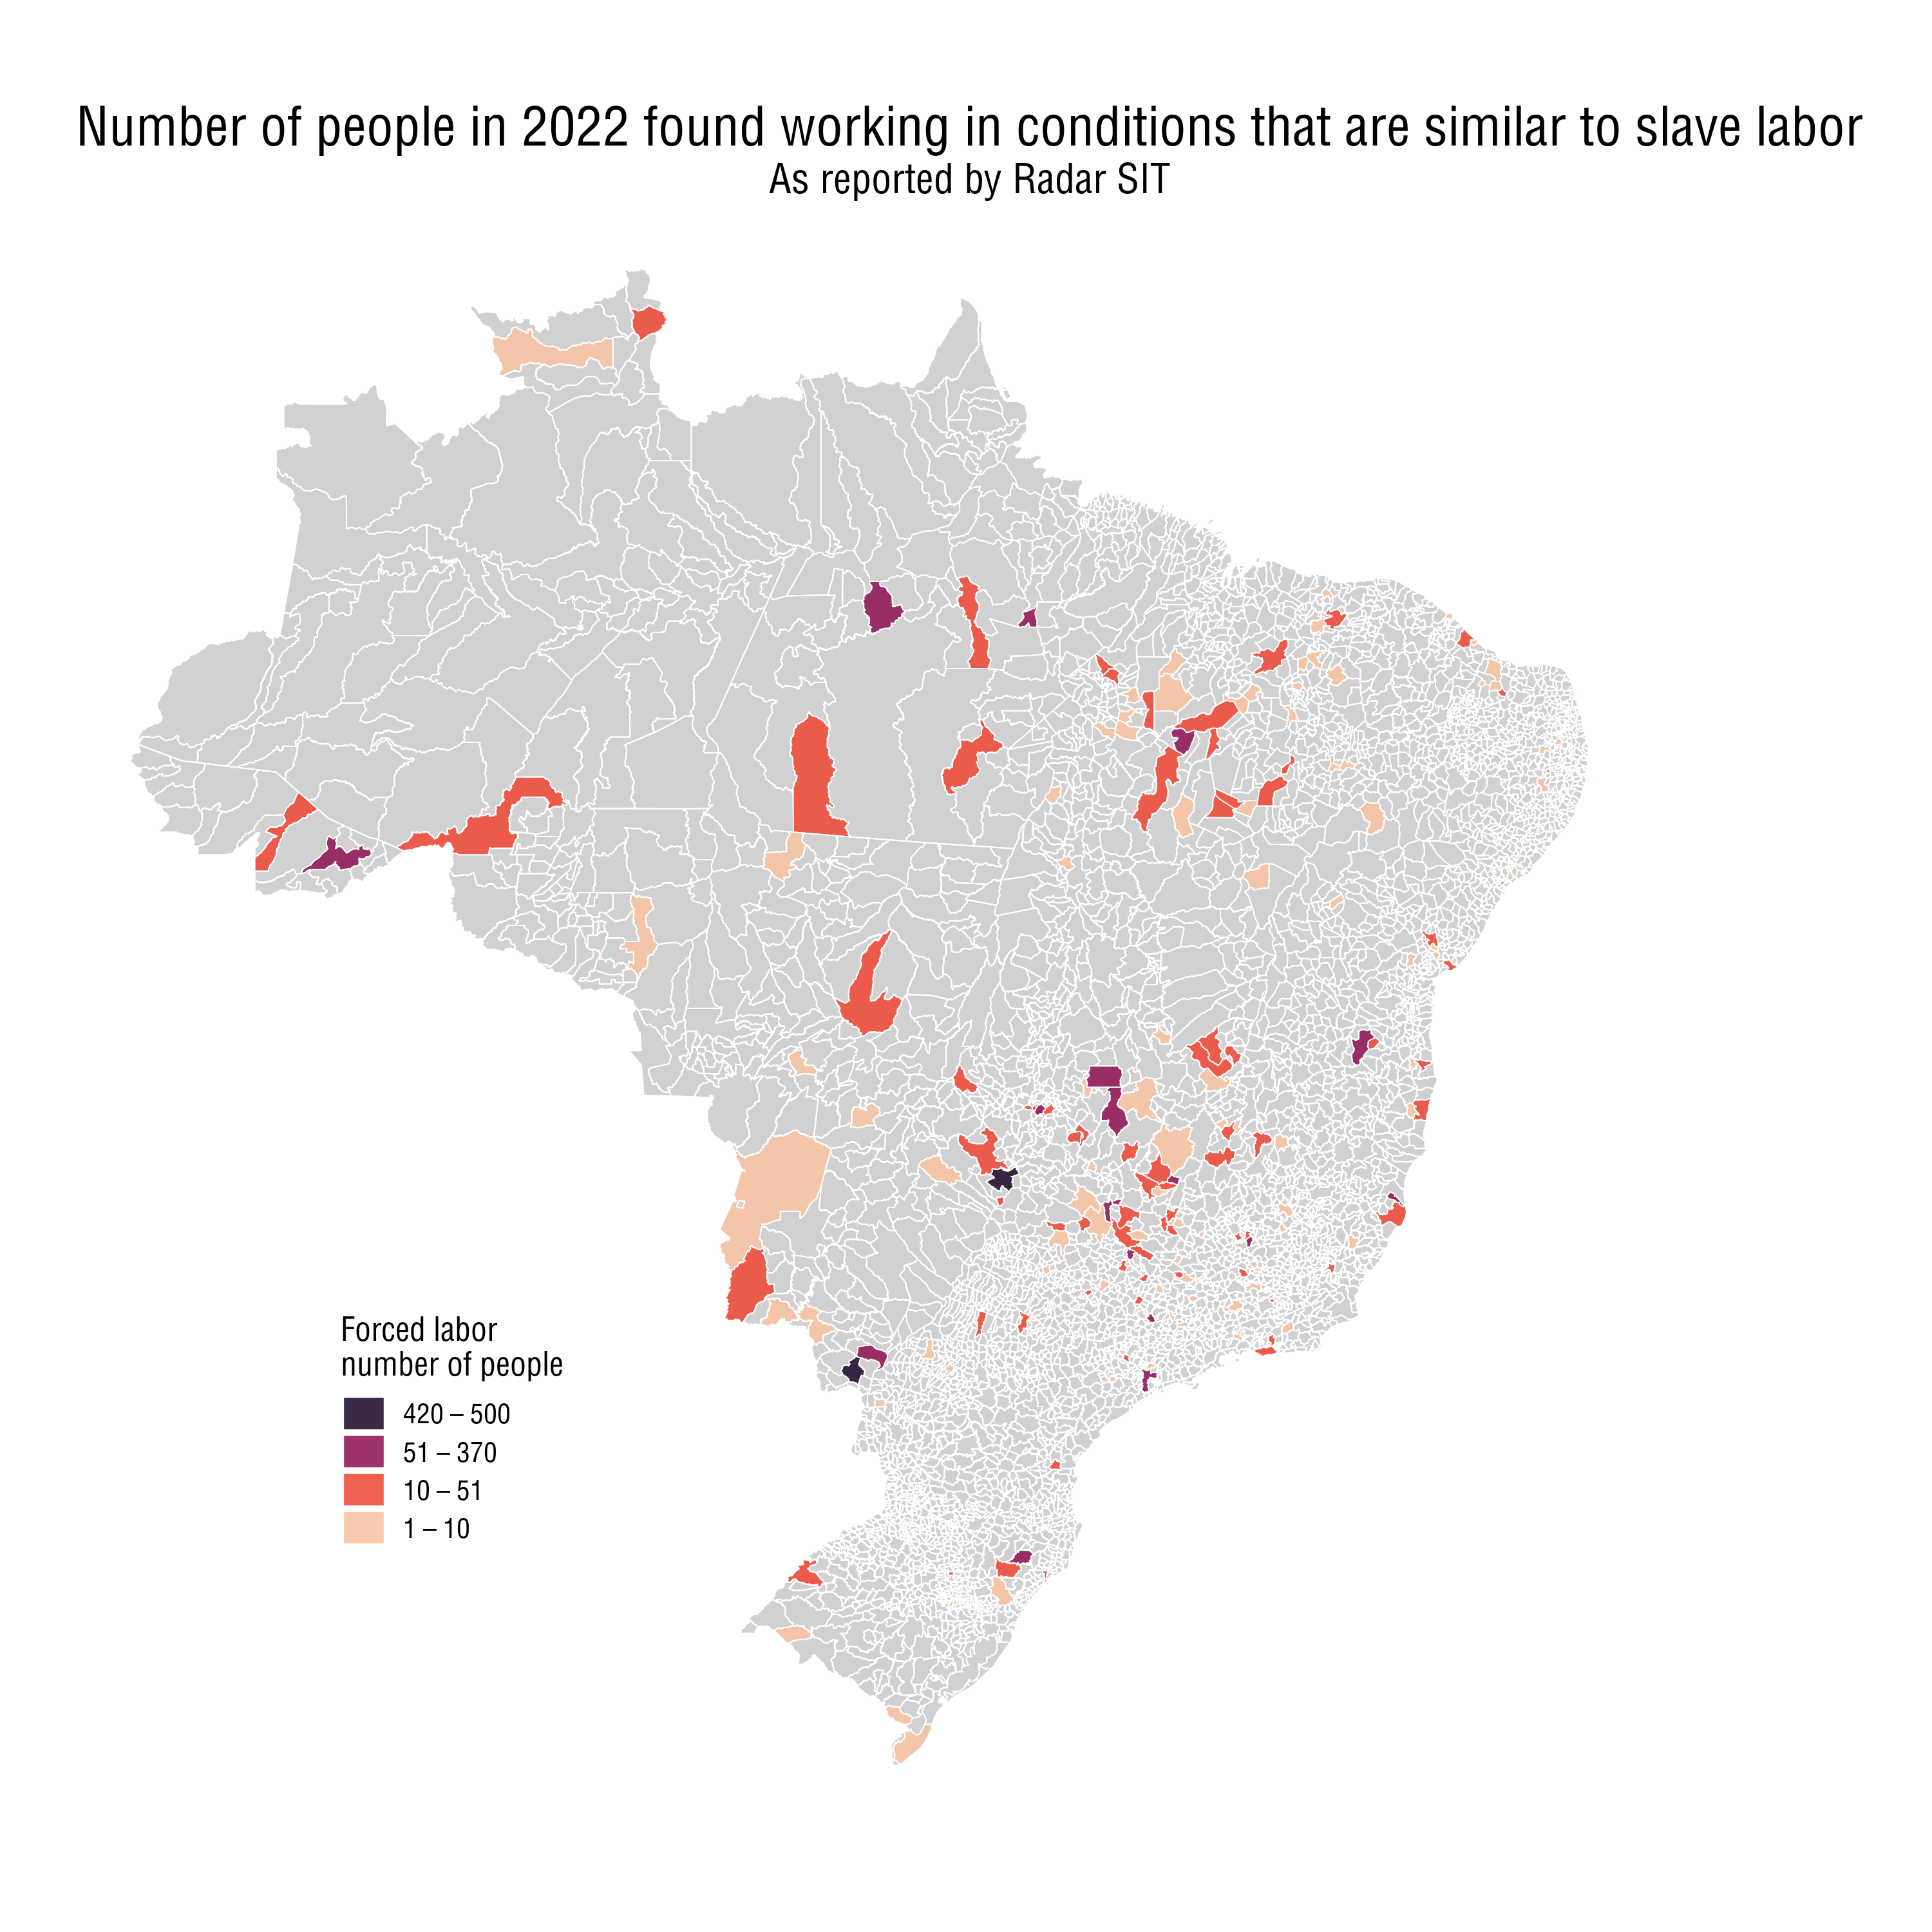 Number of people in 2022 found working in conditions that are similar to slave labor
As reported by Radar SIT
Forced labor
number of people
420 – 500
51 – 370
10 – 51
1 – 10